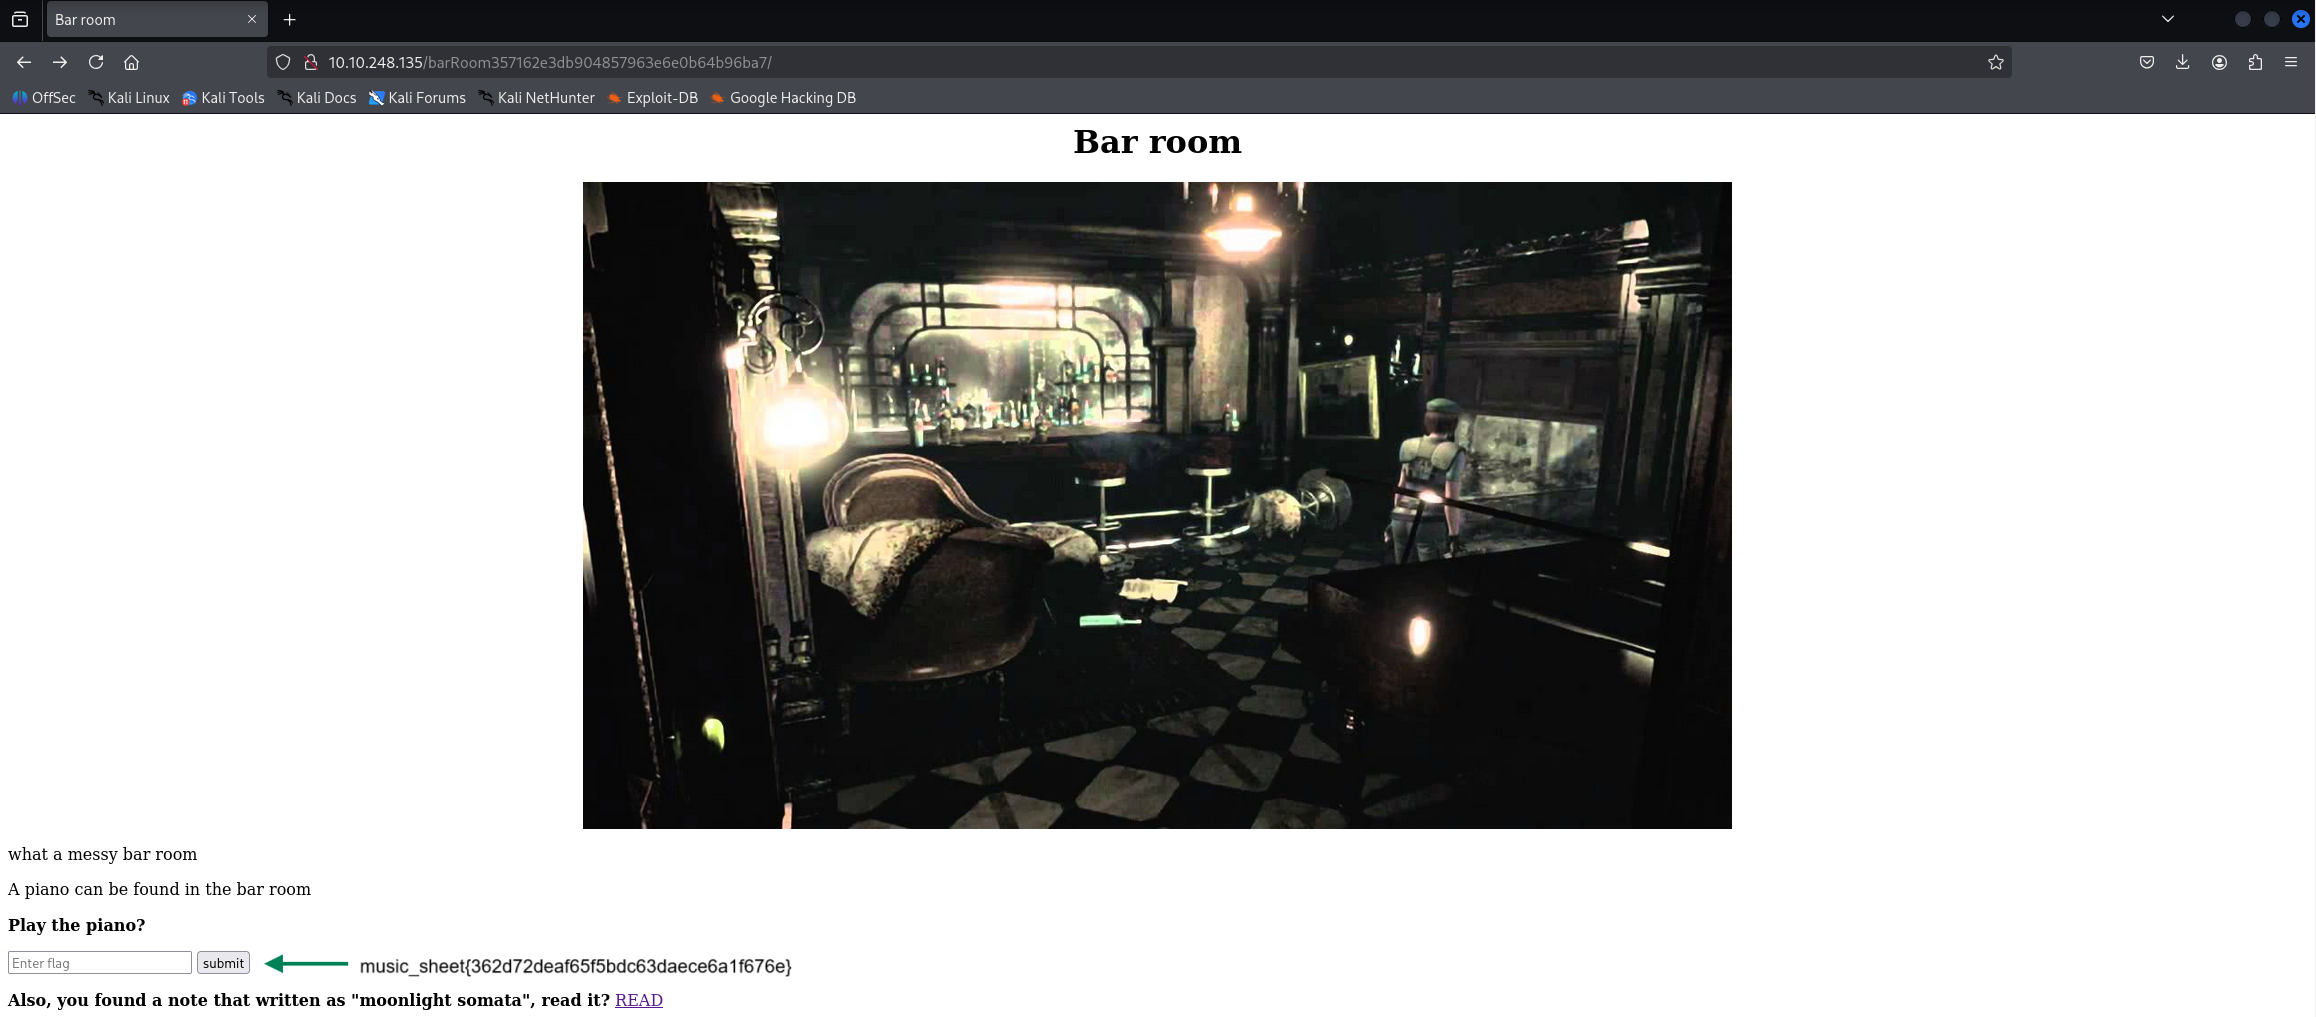 Bar room
10.10.248.135/barRoom357162e3db904857963e6e0b64b96ba7/
OffSec Kali Linux Kali Tools Kali Docs Kali Forums Kali NetHunter Exploit-DB Google Hacking DB
Bar room
what a messy bar room
A piano can be found in the bar room
Play the piano?
Enter flag submit music_sheet{362d72deaf65f5bdc63daece6a1f676e}
Also, you found a note that written as "moonlight somata", read it? READ